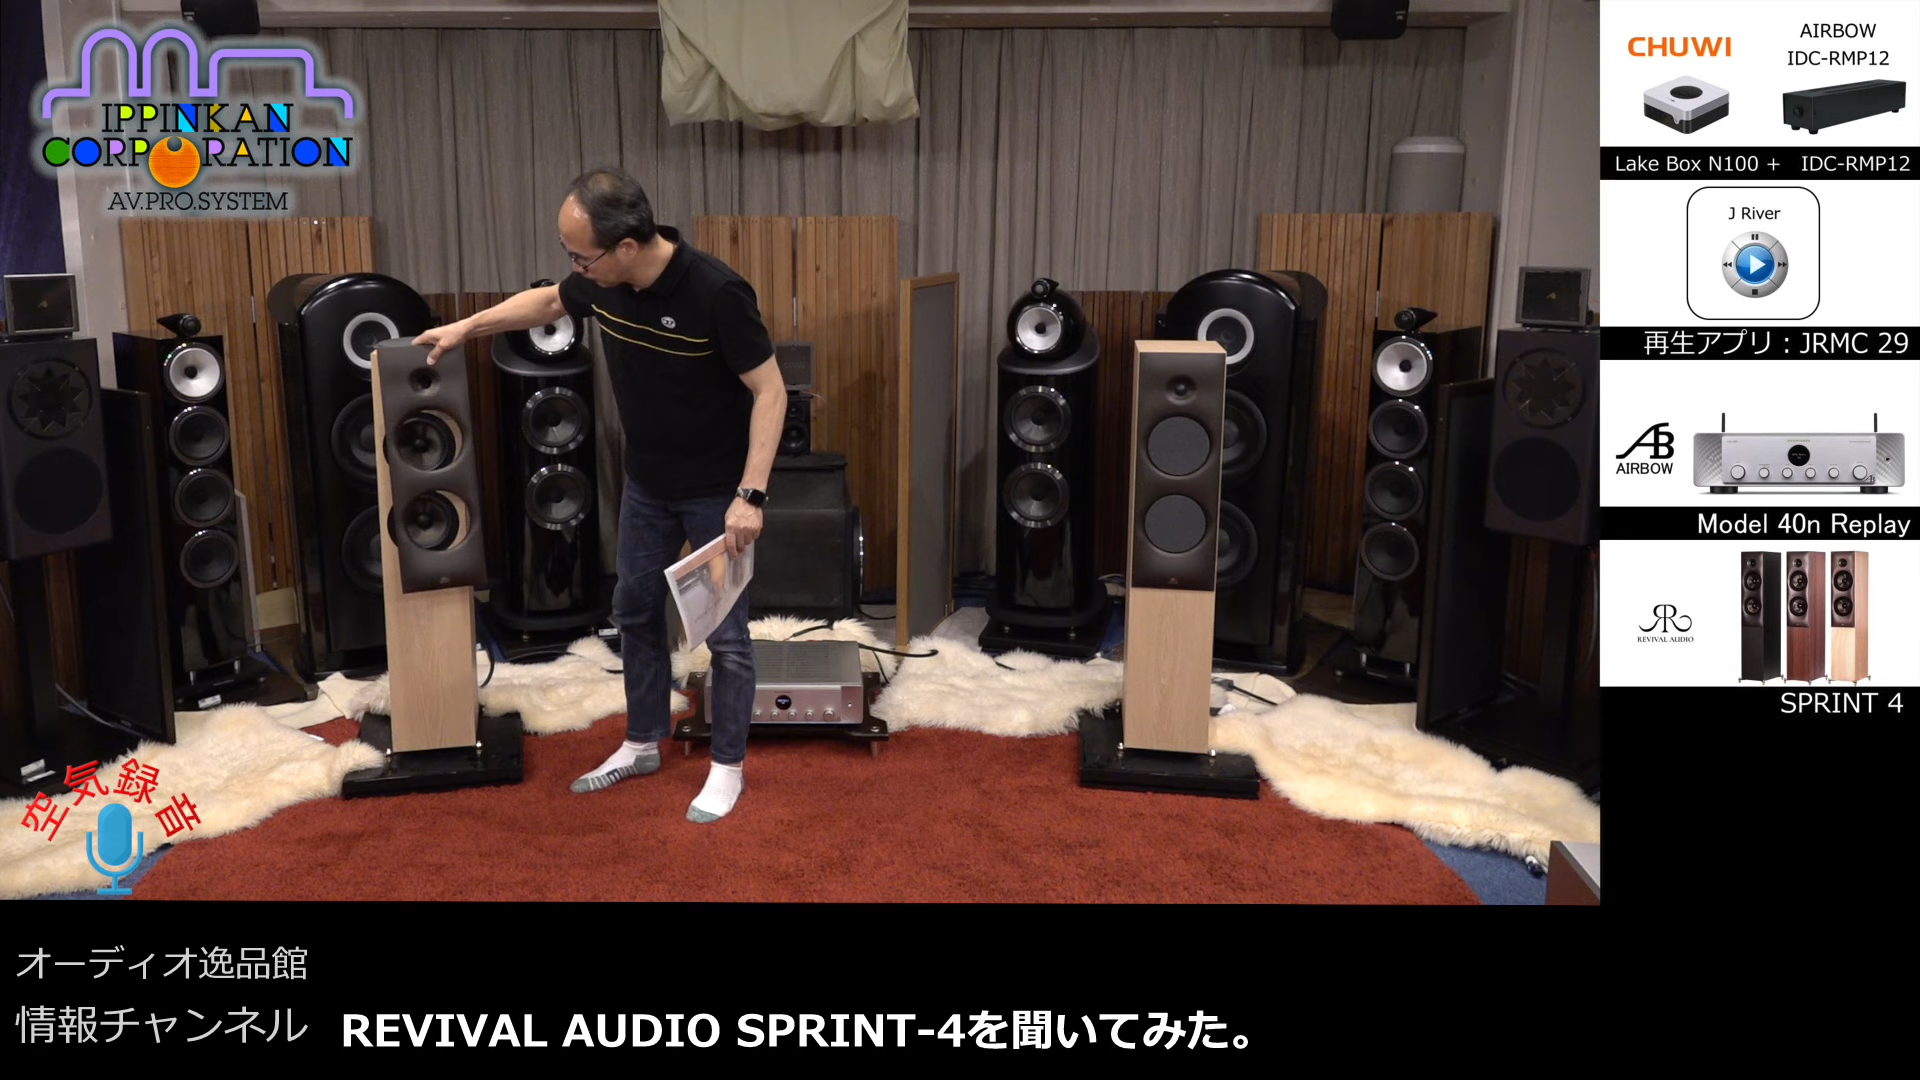 IPPINKAN
CORPORATION
AV.PRO.SYSTEM
CHUWI
AIRBOW
IDC-RMP12
Lake Box N100 + IDC-RMP12
J River
再生アプリ：JRMC 29
AB
AIRBOW
Model 40n Replay
REVIVAL AUDIO
SPRINT 4
空気録音
オーディオ逸品館
情報チャンネル
REVIVAL AUDIO SPRINT-4を聞いてみた。